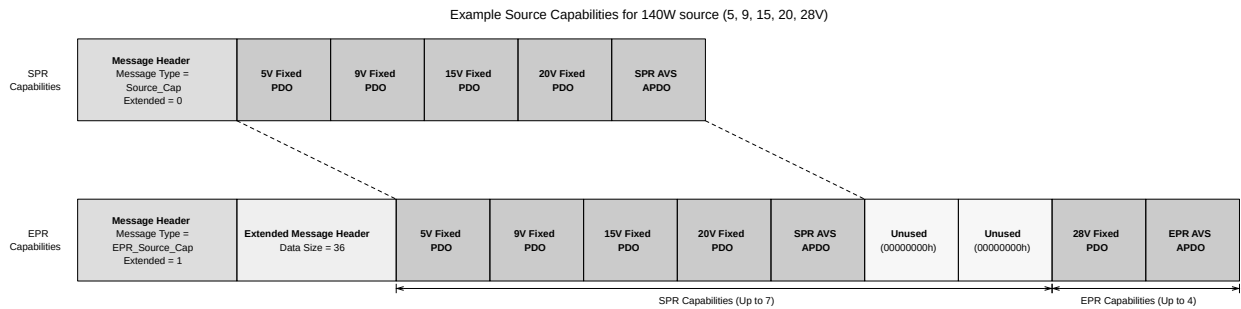 Example Source Capabilities for 140W source (5, 9, 15, 20, 28V)
SPR
Capabilities
Message Header
Message Type =
Source_Cap
Extended = 0
5V Fixed
PDO
9V Fixed
PDO
15V Fixed
PDO
20V Fixed
PDO
SPR AVS
APDO
EPR
Capabilities
Message Header
Message Type =
EPR_Source_Cap
Extended = 1
Extended Message Header
Data Size = 36
5V Fixed
PDO
9V Fixed
PDO
15V Fixed
PDO
20V Fixed
PDO
SPR AVS
APDO
Unused
(00000000h)
Unused
(00000000h)
28V Fixed
PDO
EPR AVS
APDO
SPR Capabilities (Up to 7)
EPR Capabilities (Up to 4)